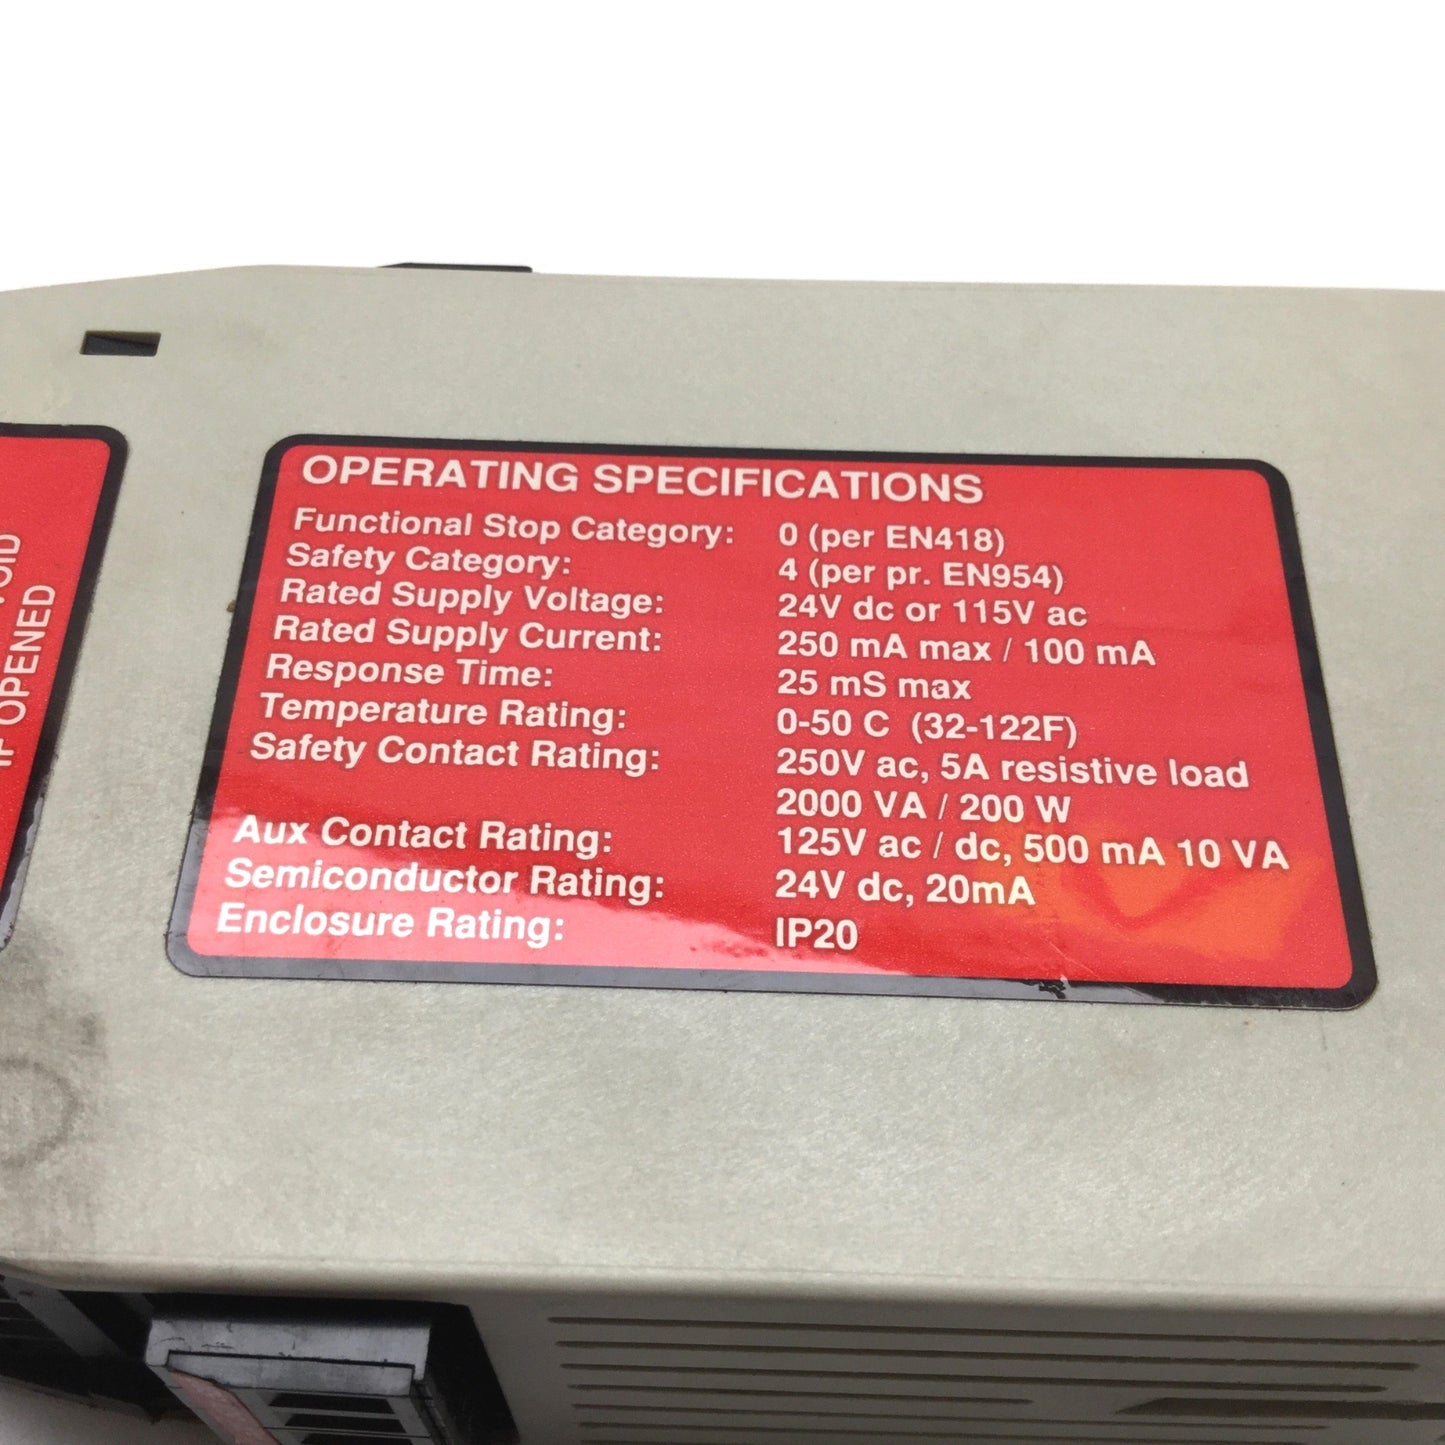 OPERATING SPECIFICATIONS
Functional Stop Category: 0 (per EN418)
Safety Category: 4 (per pr. EN954)
Rated Supply Voltage: 24V dc or 115V ac
Rated Supply Current: 250 mA max / 100 mA
Response Time: 25 mS max
Temperature Rating: 0-50 C (32-122F)
Safety Contact Rating: 250V ac, 5A resistive load
2000 VA / 200 W
Aux Contact Rating: 125V ac / dc, 500 mA 10 VA
Semiconductor Rating: 24V dc, 20mA
Enclosure Rating: IP20
VOID
IF OPENED